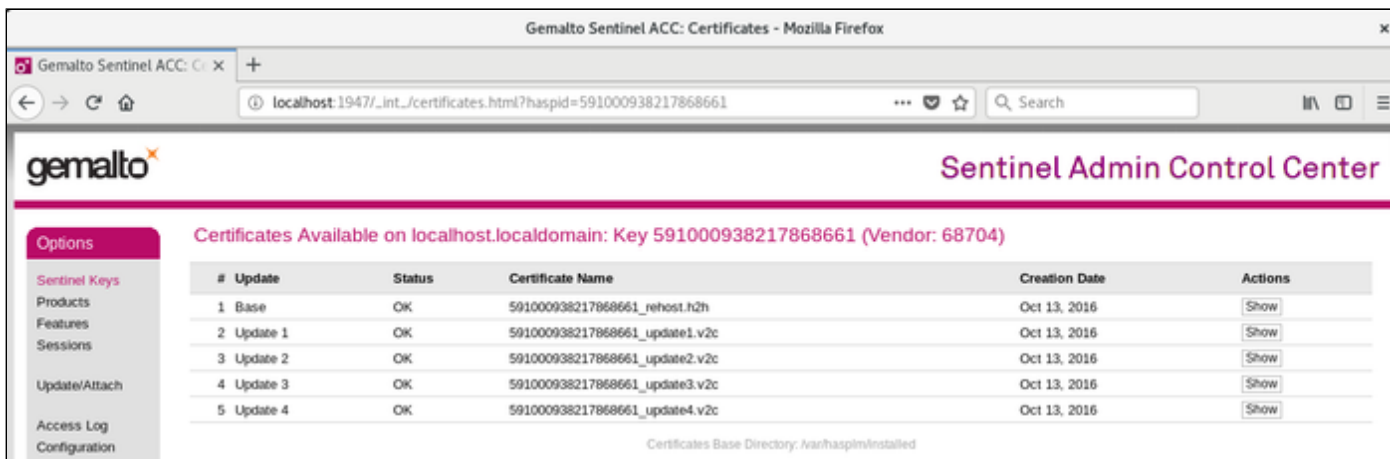 Gemalto Sentinel ACC: Certificates - Mozilla Firefox
Gemalto Sentinel ACC: Ce
localhost:1947/_int_/certificates.html?haspid=591000938217868661
Search
gemalto
Sentinel Admin Control Center
Options
Sentinel Keys
Products
Features
Sessions
Update/Attach
Access Log
Configuration
Certificates Available on localhost.localdomain: Key 591000938217868661 (Vendor: 68704)
# Update Status Certificate Name Creation Date Actions
1 Base OK 591000938217868661_rehost.h2h Oct 13, 2016 Show
2 Update 1 OK 591000938217868661_update1.v2c Oct 13, 2016 Show
3 Update 2 OK 591000938217868661_update2.v2c Oct 13, 2016 Show
4 Update 3 OK 591000938217868661_update3.v2c Oct 13, 2016 Show
5 Update 4 OK 591000938217868661_update4.v2c Oct 13, 2016 Show
Certificates Base Directory: /var/hasplm/installed